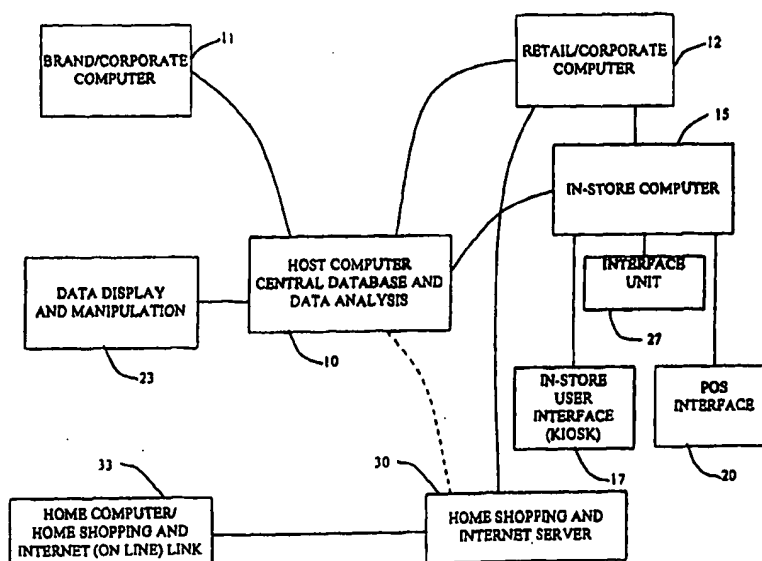 11
BRAND/CORPORATE
COMPUTER
RETAIL/CORPORATE
COMPUTER
12
15
IN-STORE COMPUTER
HOST COMPUTER
CENTRAL DATABASE AND
DATA ANALYSIS
10
INTERFACE
UNIT
27
DATA DISPLAY
AND MANIPULATION
23
IN-STORE
USER
INTERFACE
(KIOSK)
17
POS
INTERFACE
20
33
HOME COMPUTER/
HOME SHOPPING AND
INTERNET (ON LINE) LINK
30
HOME SHOPPING AND
INTERNET SERVER